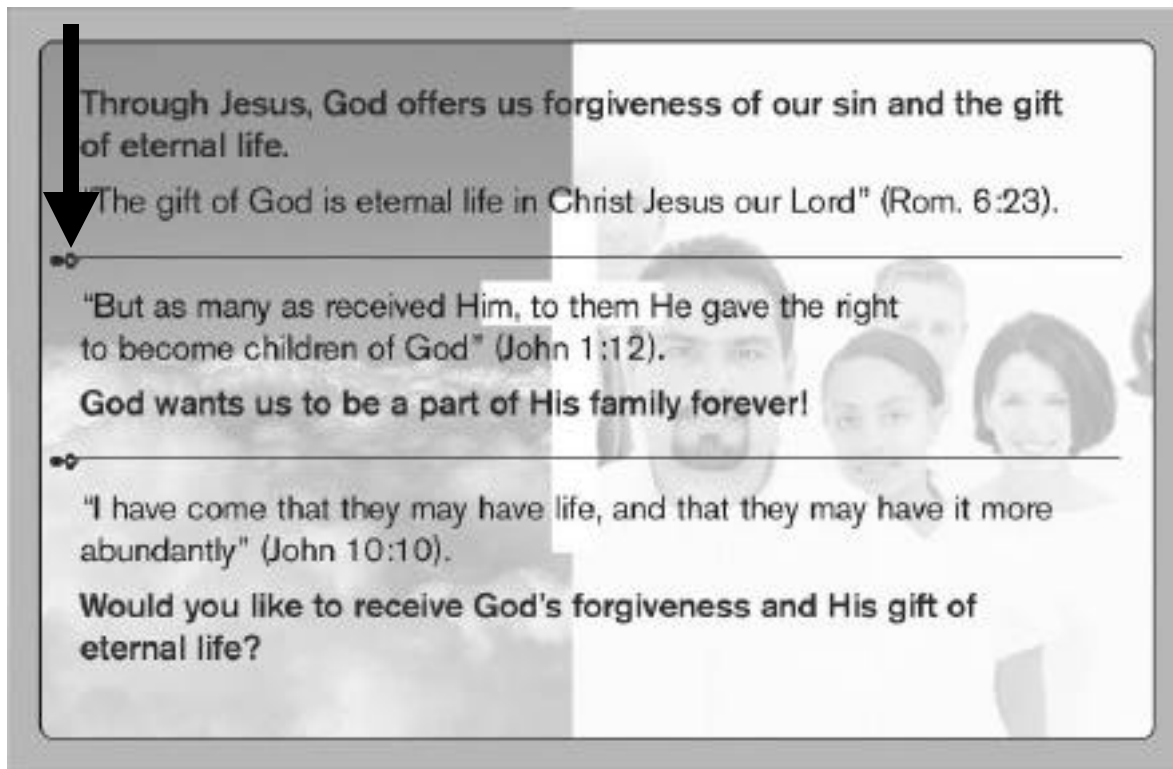 Through Jesus, God offers us forgiveness of our sin and the gift
of eternal life.
"The gift of God is eternal life in Christ Jesus our Lord" (Rom. 6:23).
“But as many as received Him, to them He gave the right
to become children of God” (John 1:12).
God wants us to be a part of His family forever!
“I have come that they may have life, and that they may have it more
abundantly” (John 10:10).
Would you like to receive God's forgiveness and His gift of
eternal life?